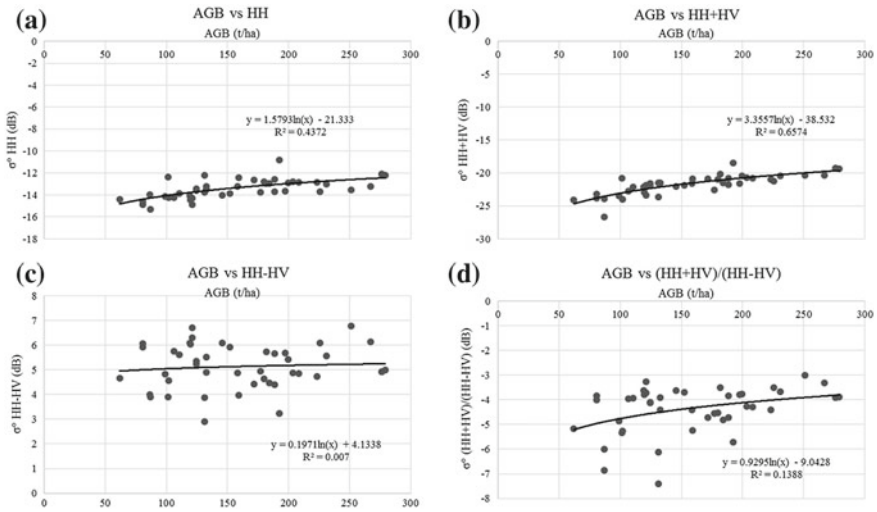 (a)
AGB vs HH
AGB (t/ha)
0 50 100 150 200 250 300
0
-2
-4
-6
-8
-10
-12
-14
-16
-18
σ° HH (dB)
y = 1.5793ln(x) - 21.333
R² = 0.4372
(b)
AGB vs HH+HV
AGB (t/ha)
0 50 100 150 200 250 300
0
-5
-10
-15
-20
-25
-30
σ° HH+HV (dB)
y = 3.3557ln(x) - 38.532
R² = 0.6574
(c)
AGB vs HH-HV
AGB (t/ha)
8
7
6
5
4
3
2
1
0
σ° HH-HV (dB)
y = 0.1971ln(x) + 4.1338
R² = 0.007
0 50 100 150 200 250 300
(d)
AGB vs (HH+HV)/(HH-HV)
AGB (t/ha)
0 50 100 150 200 250 300
0
-1
-2
-3
-4
-5
-6
-7
-8
σ° (HH+HV)/(HH-HV) (dB)
y = 0.9295ln(x) - 9.0428
R² = 0.1388